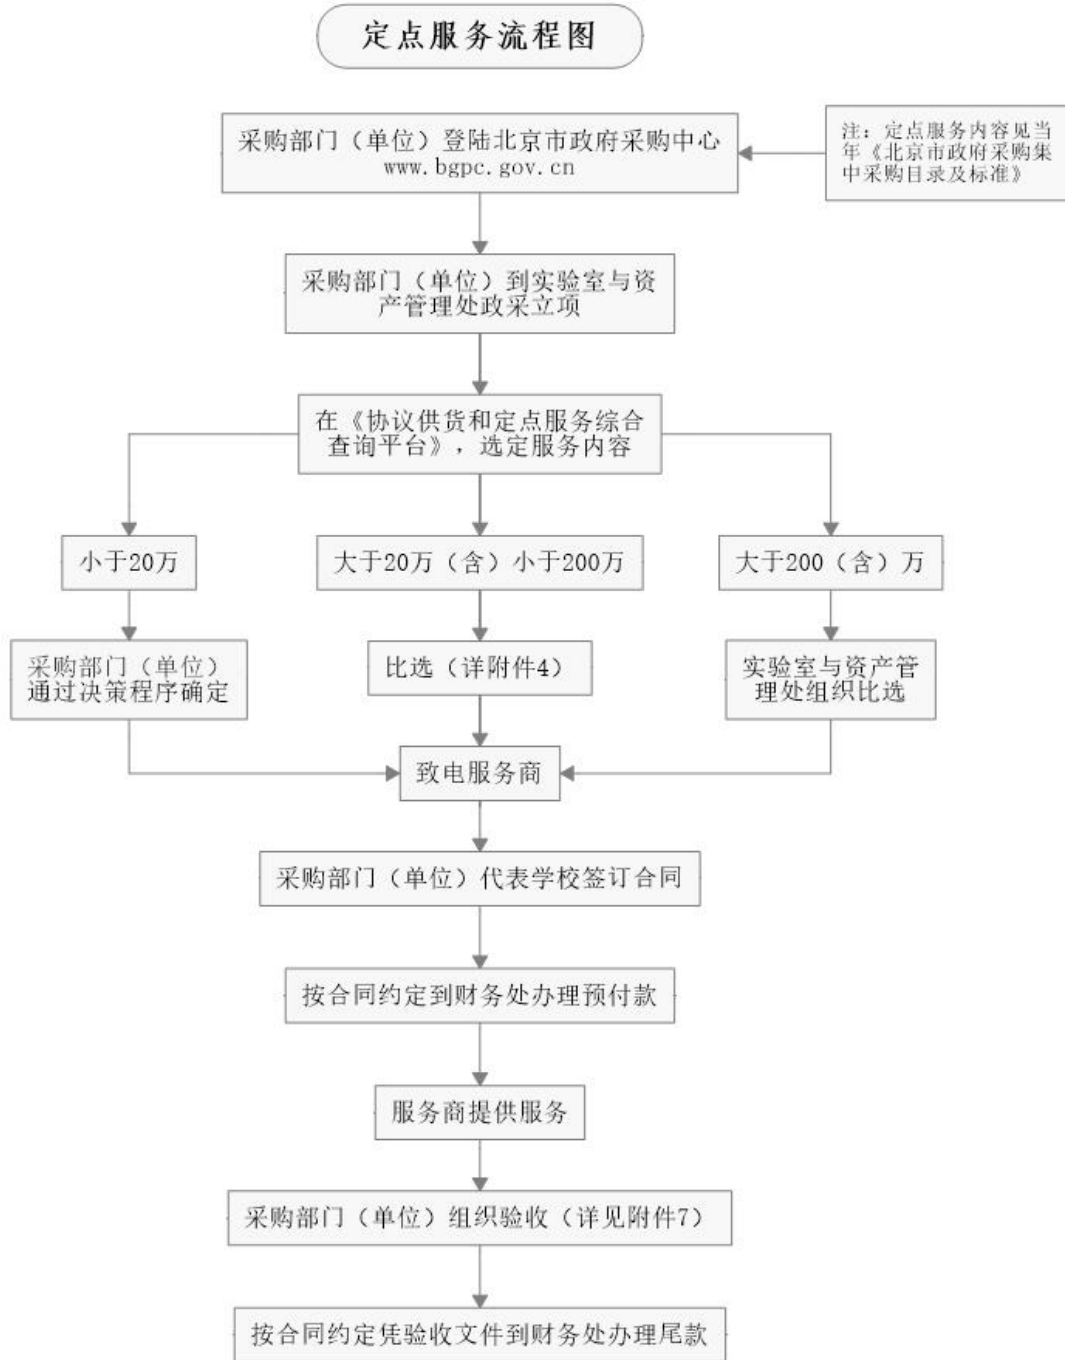 定点服务流程图
采购部门（单位）登陆北京市政府采购中心
www.bgpc.gov.cn
注：定点服务内容见当
年《北京市政府采购集
中采购目录及标准》
采购部门（单位）到实验室与资
产管理处政采立项
在《协议供货和定点服务综合
查询平台》，选定服务内容
小于20万
大于20万（含）小于200万
大于200（含）万
采购部门（单位）
通过决策程序确定
比选（详附件4）
实验室与资产管
理处组织比选
致电服务商
采购部门（单位）代表学校签订合同
按合同约定到财务处办理预付款
服务商提供服务
采购部门（单位）组织验收（详见附件7）
按合同约定凭验收文件到财务处办理尾款